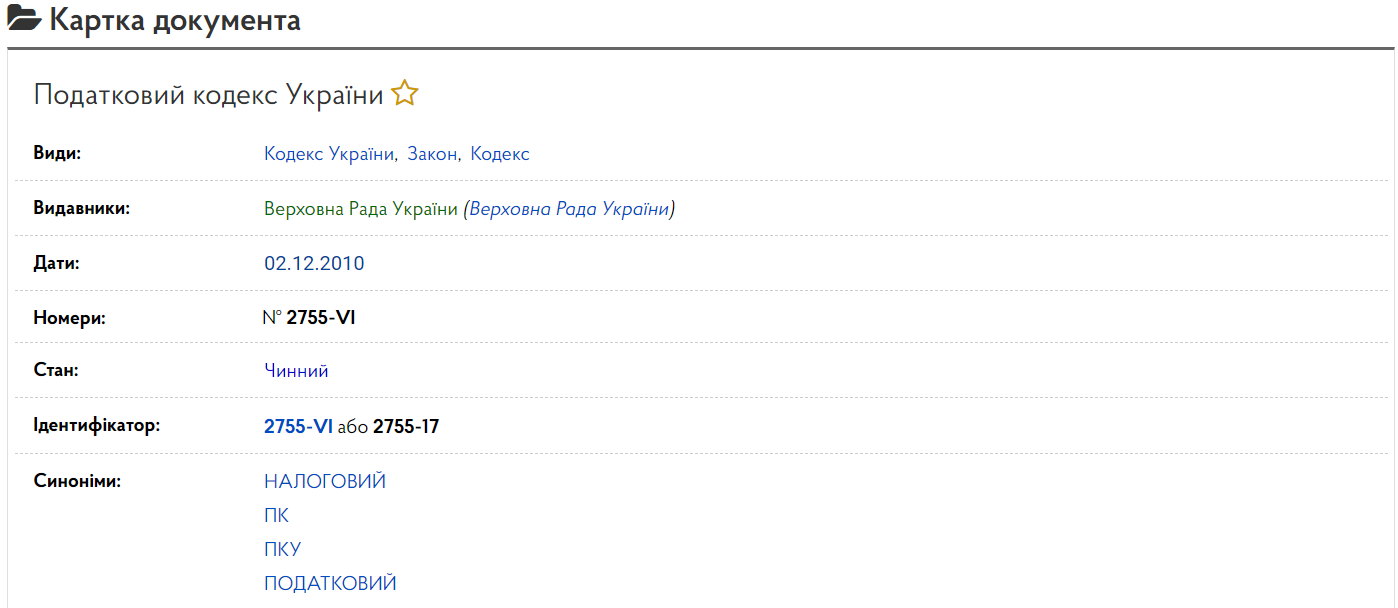 Картка документа
Податковий кодекс України
Види: Кодекс України, Закон, Кодекс
Видавники: Верховна Рада України (Верховна Рада України)
Дати: 02.12.2010
Номери: № 2755-VI
Стан: Чинний
Ідентифікатор: 2755-VI або 2755-17
Синоніми: НАЛОГОВИЙ
ПК
ПКУ
ПОДАТКОВИЙ